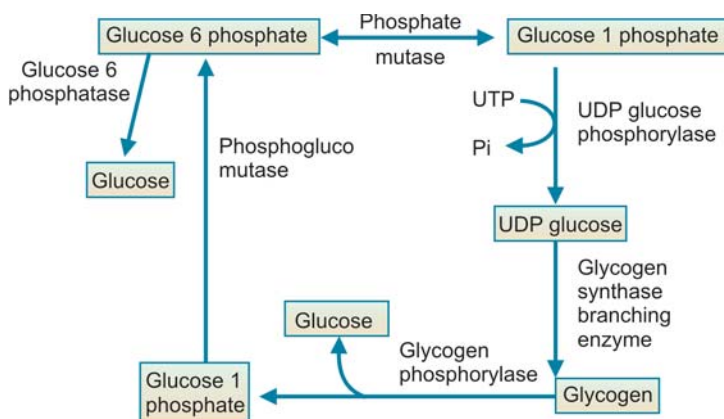 Glucose 6 phosphate
Phosphate
mutase
Glucose 1 phosphate
Glucose 6
phosphatase
Glucose
Phosphogluco
mutase
UTP
Pi
UDP glucose
phosphorylase
UDP glucose
Glycogen
synthase
branching
enzyme
Glucose
Glycogen
phosphorylase
Glucose 1
phosphate
Glycogen